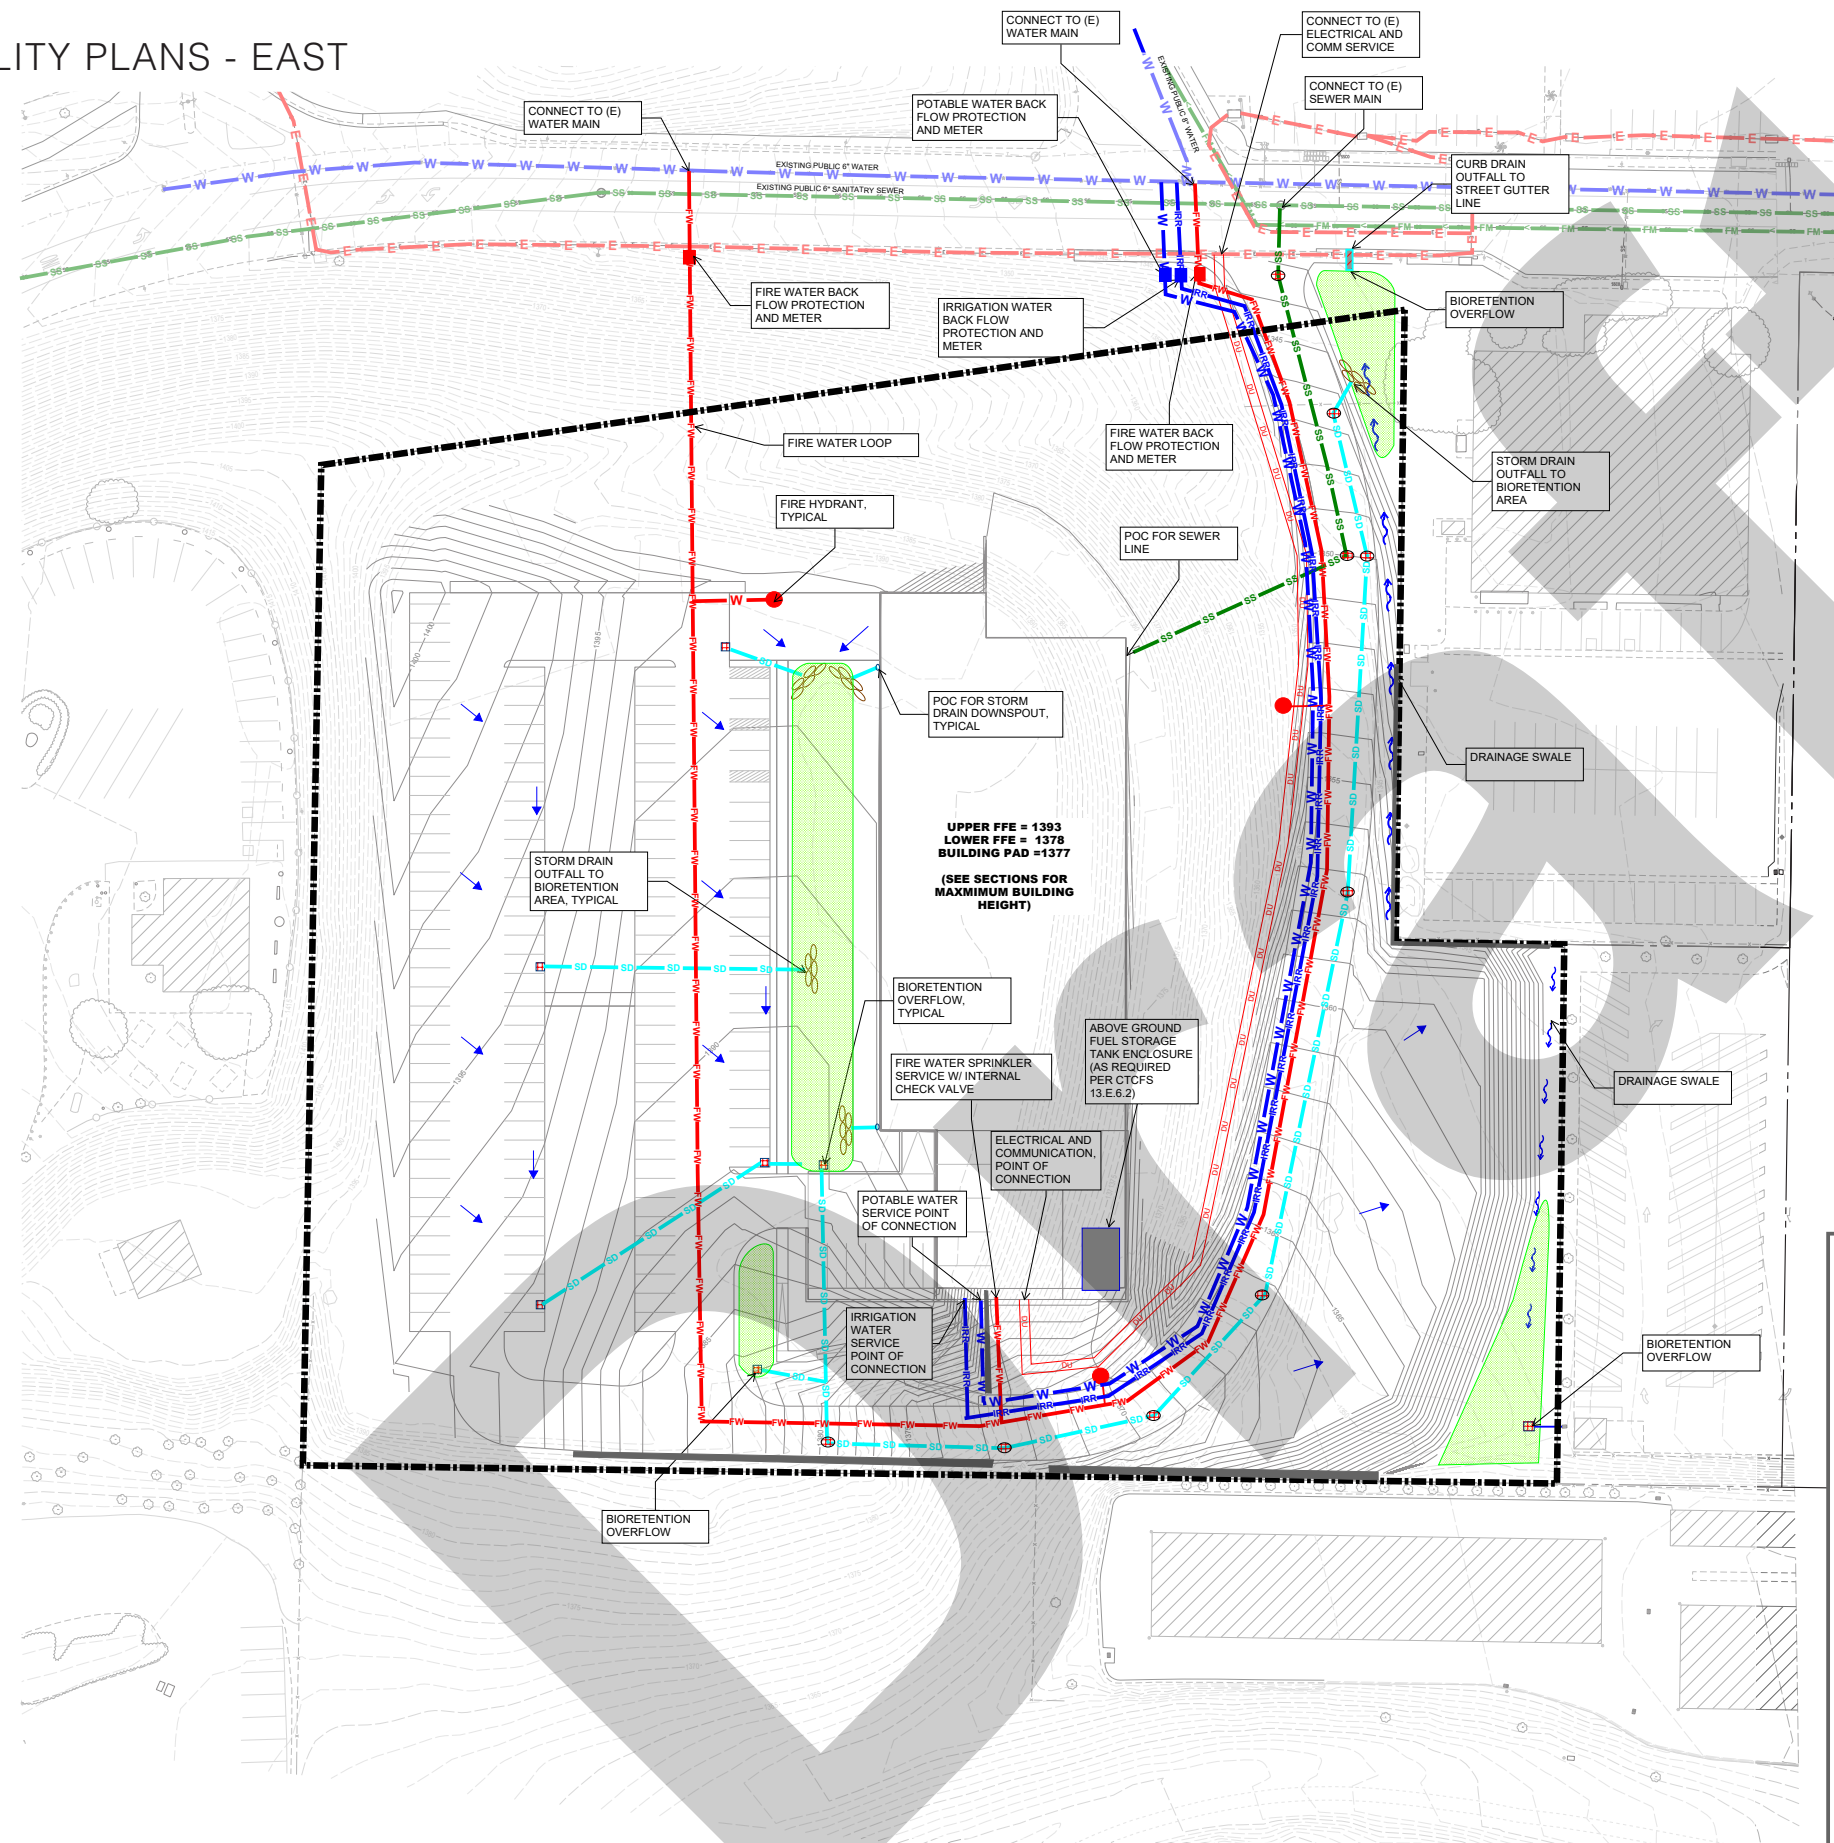 LITY PLANS - EAST
CONNECT TO (E)
WATER MAIN
CONNECT TO (E)
ELECTRICAL AND
COMM SERVICE
CONNECT TO (E)
WATER MAIN
POTABLE WATER BACK
FLOW PROTECTION
AND METER
CONNECT TO (E)
SEWER MAIN
EXISTING PUBLIC 8" WATER
EXISTING PUBLIC 6" WATER
EXISTING PUBLIC 6" SANITATRY SEWER
CURB DRAIN
OUTFALL TO
STREET GUTTER
LINE
FIRE WATER BACK
FLOW PROTECTION
AND METER
IRRIGATION WATER
BACK FLOW
PROTECTION AND
METER
BIORETENTION
OVERFLOW
FIRE WATER LOOP
FIRE WATER BACK
FLOW PROTECTION
AND METER
STORM DRAIN
OUTFALL TO
BIORETENTION
AREA
FIRE HYDRANT,
TYPICAL
POC FOR SEWER
LINE
POC FOR STORM
DRAIN DOWNSPOUT,
TYPICAL
DRAINAGE SWALE
UPPER FFE = 1393
LOWER FFE = 1378
BUILDING PAD =1377
(SEE SECTIONS FOR
MAXMIMUM BUILDING
HEIGHT)
STORM DRAIN
OUTFALL TO
BIORETENTION
AREA, TYPICAL
BIORETENTION
OVERFLOW,
TYPICAL
ABOVE GROUND
FUEL STORAGE
TANK ENCLOSURE
(AS REQUIRED
PER CTCFS
13.E.6.2)
FIRE WATER SPRINKLER
SERVICE W/ INTERNAL
CHECK VALVE
DRAINAGE SWALE
ELECTRICAL AND
COMMUNICATION,
POINT OF
CONNECTION
POTABLE WATER
SERVICE POINT
OF CONNECTION
IRRIGATION
WATER
SERVICE
POINT OF
CONNECTION
BIORETENTION
OVERFLOW
BIORETENTION
OVERFLOW
DRAFT